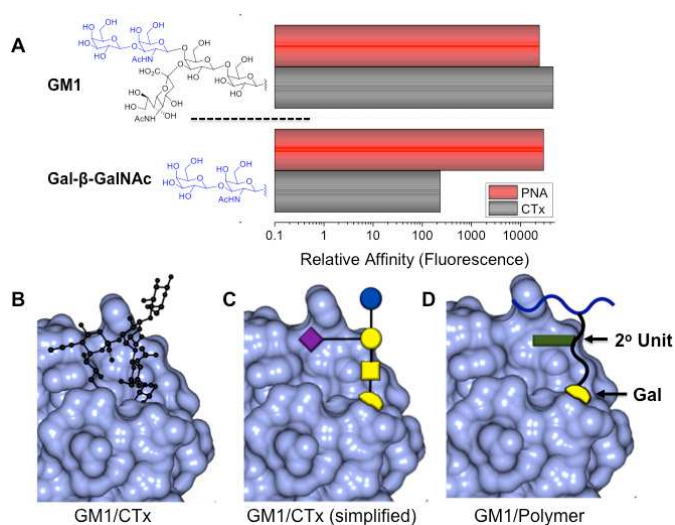 A
GM1
Gal-β-GalNAc
PNA
CTx
0.1 1 10 100 1000 10000
Relative Affinity (Fluorescence)
B C D
2º Unit
Gal
GM1/CTx GM1/CTx (simplified) GM1/Polymer